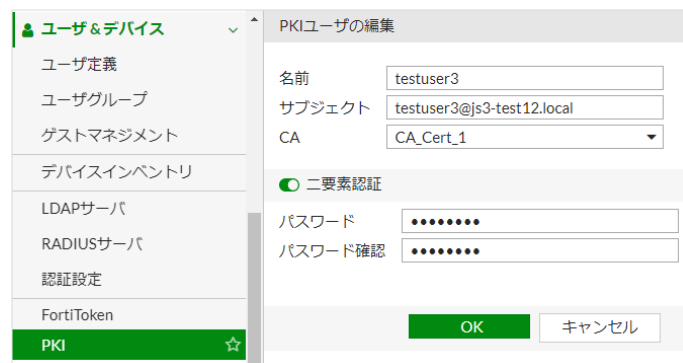 ユーザ & デバイス
ユーザ定義
ユーザグループ
ゲストマネジメント
デバイスインベントリ
LDAPサーバ
RADIUSサーバ
認証設定
FortiToken
PKI
PKIユーザの編集
名前 testuser3
サブジェクト testuser3@js3-test12.local
CA CA_Cert_1
二要素認証
パスワード ••••••••
パスワード確認 ••••••••
OK キャンセル